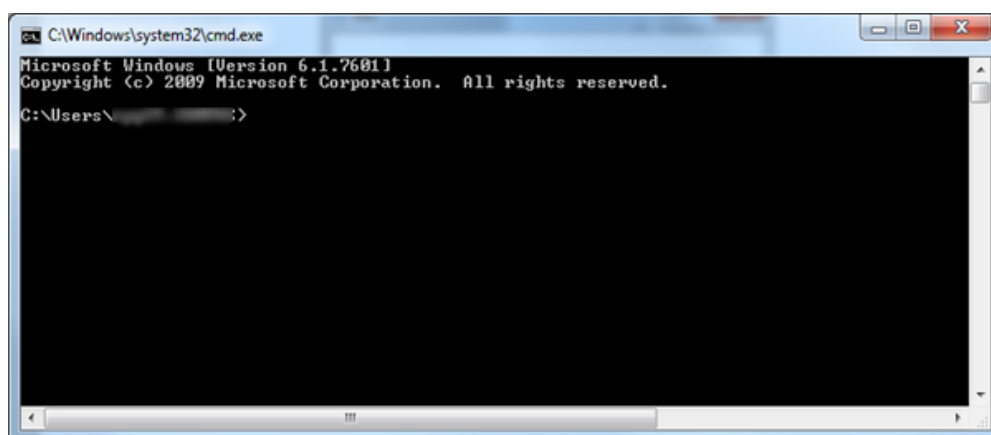 C:\Windows\system32\cmd.exe
Microsoft Windows [Version 6.1.7601]
Copyright (c) 2009 Microsoft Corporation.  All rights reserved.
C:\Users\ >